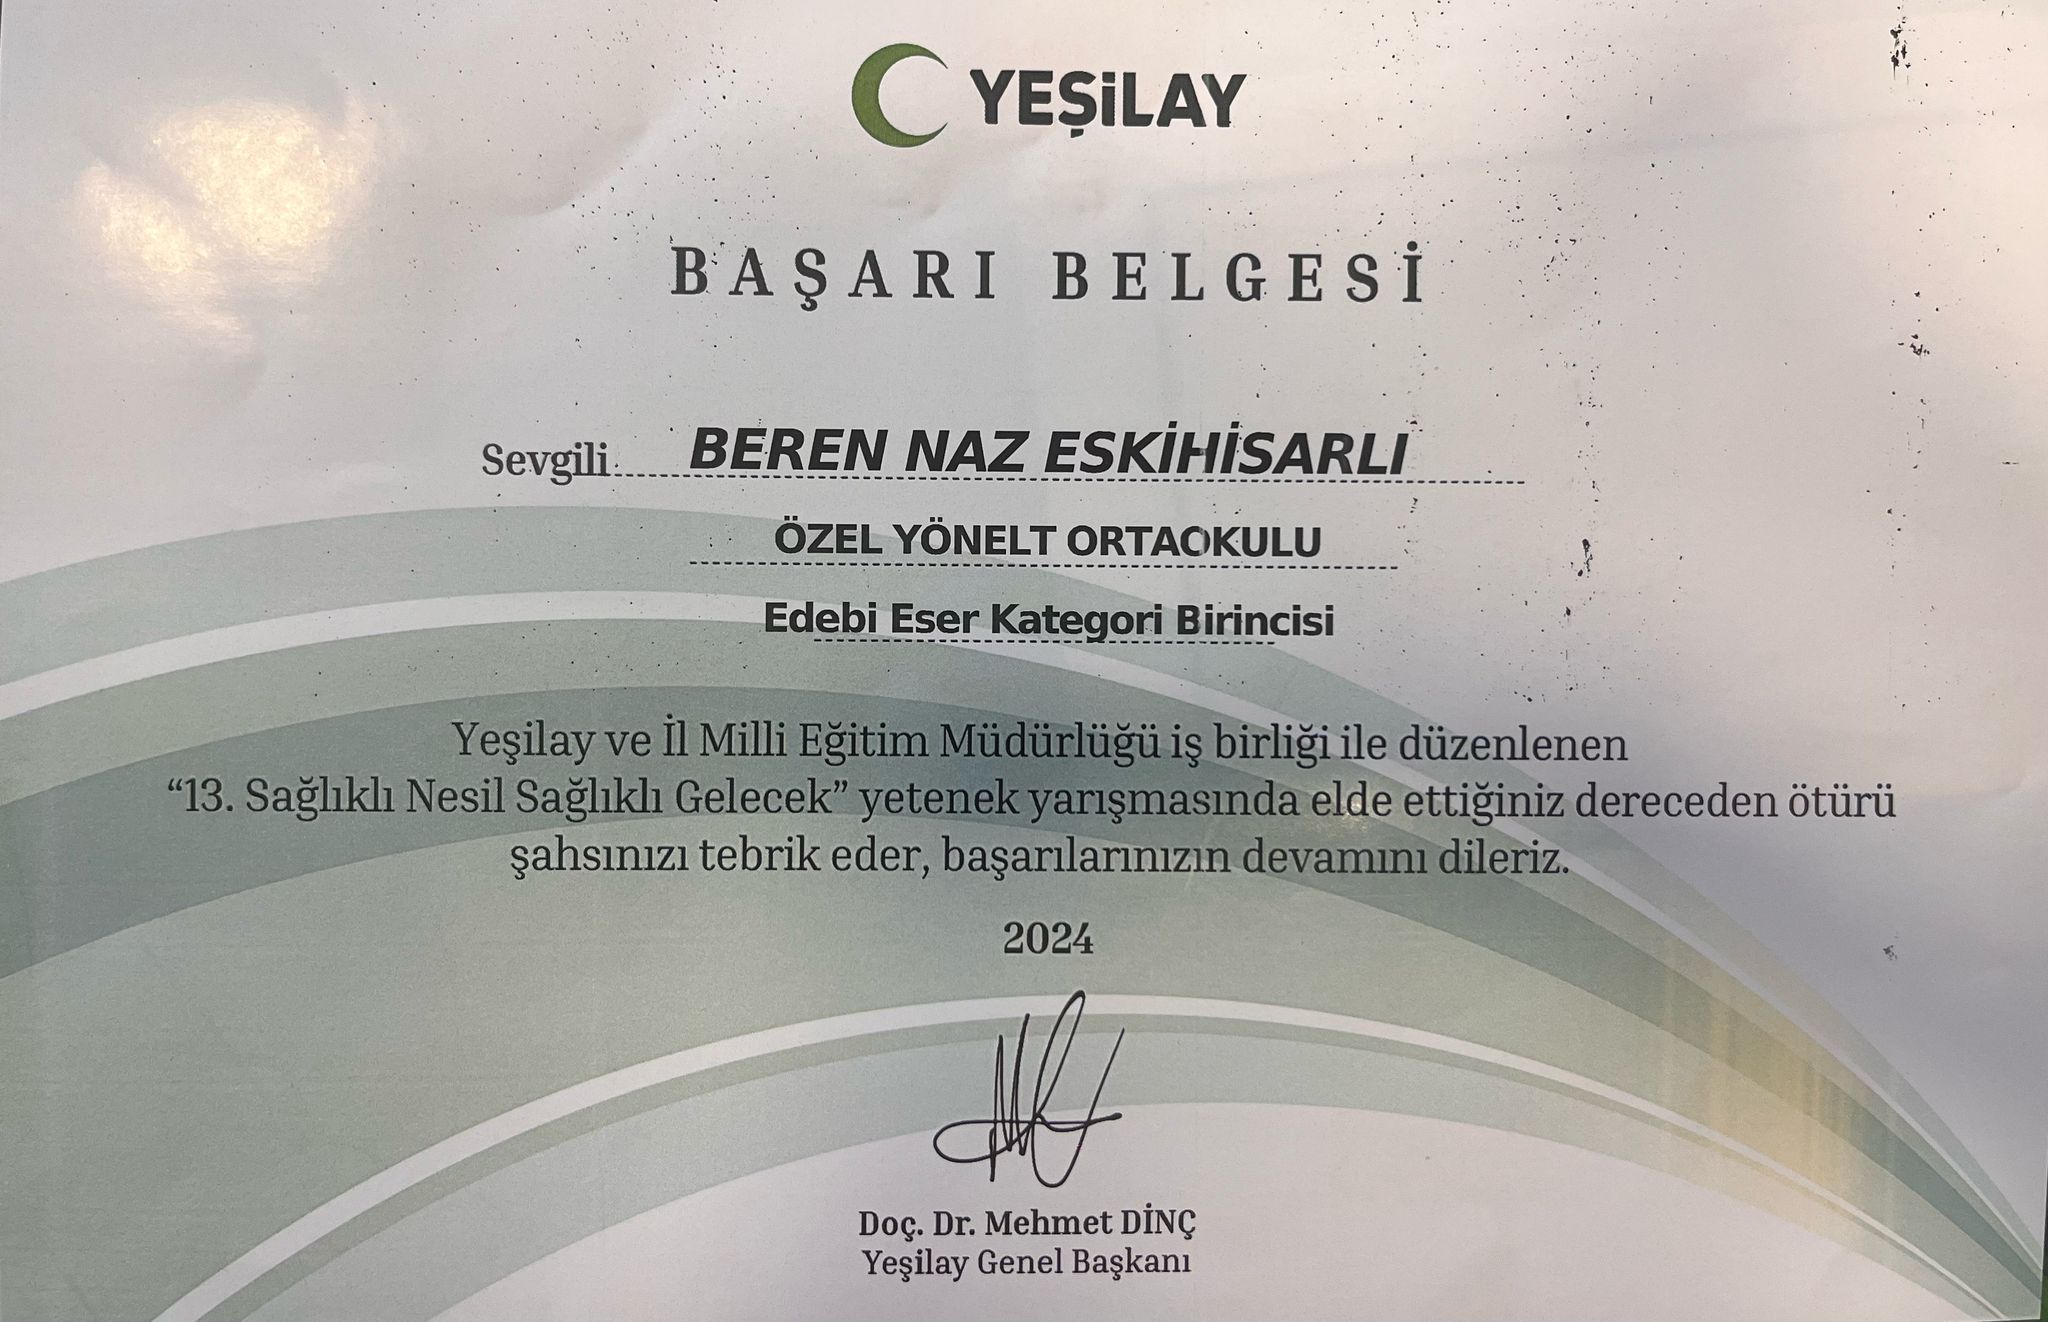 YEŞiLAY
BAŞARI BELGESİ
Sevgili BEREN NAZ ESKİHİSARLI
ÖZEL YÖNELT ORTAOKULU
Edebi Eser Kategori Birincisi
Yeşilay ve İl Milli Eğitim Müdürlüğü iş birliği ile düzenlenen
“13. Sağlıklı Nesil Sağlıklı Gelecek” yetenek yarışmasında elde ettiğiniz dereceden ötürü
şahsınızı tebrik eder, başarılarınızın devamını dileriz.
2024
Doç. Dr. Mehmet DİNÇ
Yeşilay Genel Başkanı